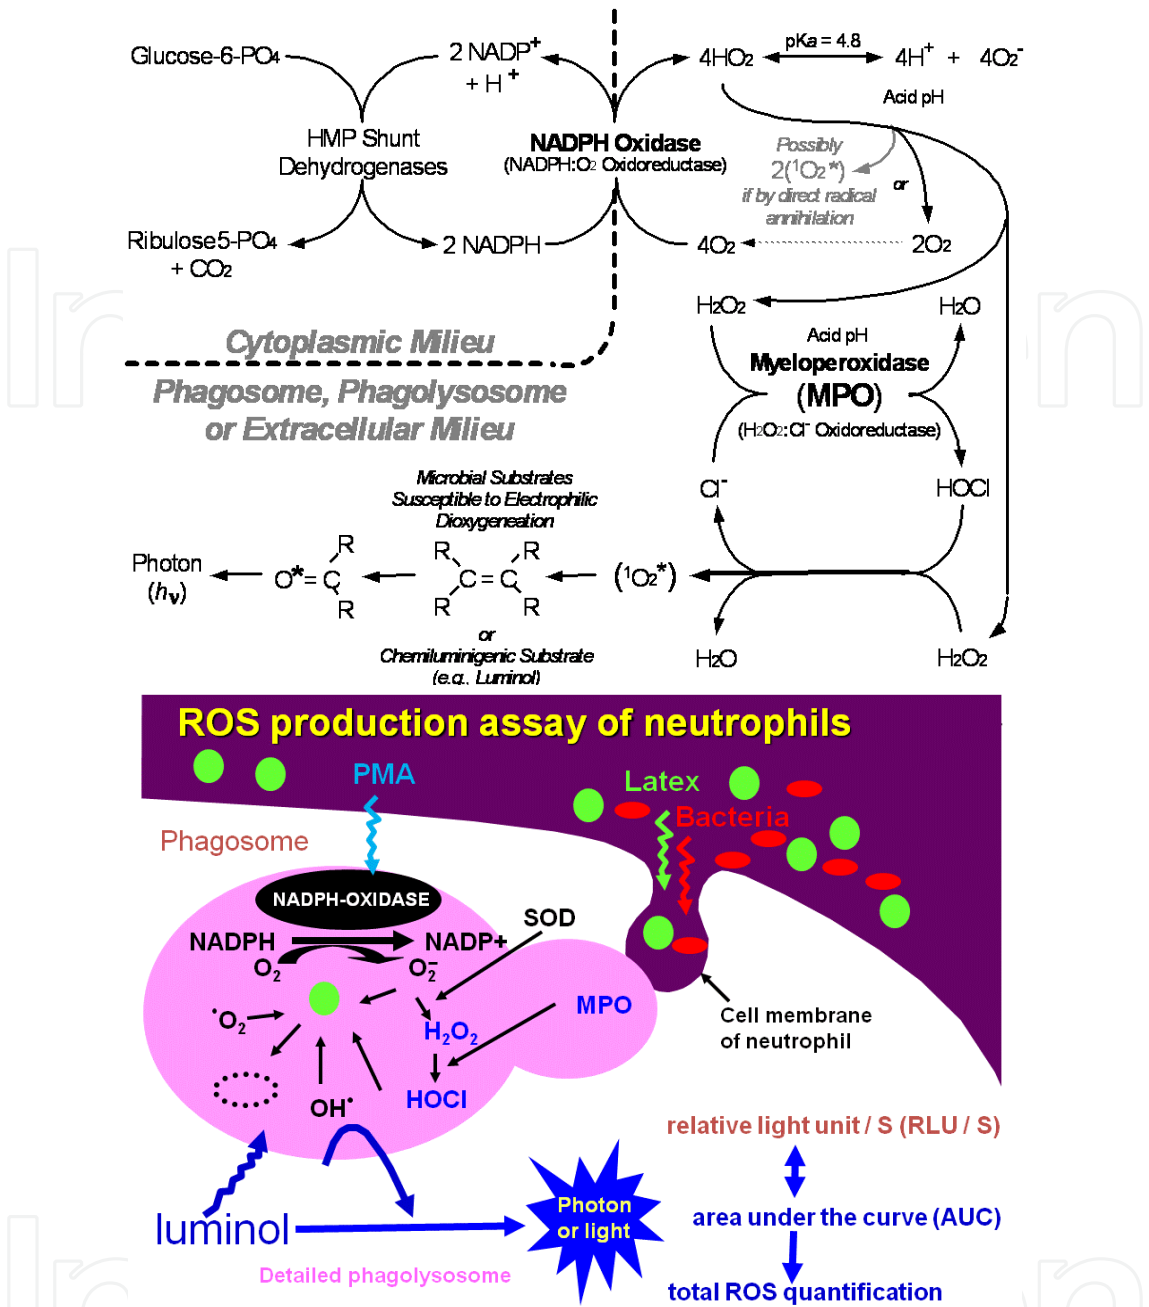 Glucose-6-PO₄
2 NADP⁺
+ H⁺
4HO₂
pKa = 4.8
4H⁺ + 4O₂⁻
Acid pH
HMP Shunt
Dehydrogenases
NADPH Oxidase
(NADPH:O₂ Oxidoreductase)
Possibly
2(¹O₂*)
if by direct radical
annihilation
or
Ribulose5-PO₄
+ CO₂
2 NADPH
4O₂
2O₂
H₂O₂
H₂O
Cytoplasmic Milieu
Acid pH
Myeloperoxidase
(MPO)
(H₂O₂:Cl⁻ Oxidoreductase)
Phagosome, Phagolysosome
or Extracellular Milieu
Microbial Substrates
Susceptible to Electrophilic
Dioxygeneation
Cl⁻
HOCl
Photon
(hν)
O*= C
R
R
R
R
C = C
R
R
(¹O₂*)
or
Chemiluminigenic Substrate
(e.g., Luminol)
H₂O
H₂O₂
ROS production assay of neutrophils
PMA
Latex
Bacteria
Phagosome
NADPH-OXIDASE
NADPH
NADP+
SOD
O₂
O₂⁻
•O₂
H₂O₂
MPO
Cell membrane
of neutrophil
OH•
HOCl
relative light unit / S (RLU / S)
luminol
Photon
or light
area under the curve (AUC)
Detailed phagolysosome
total ROS quantification